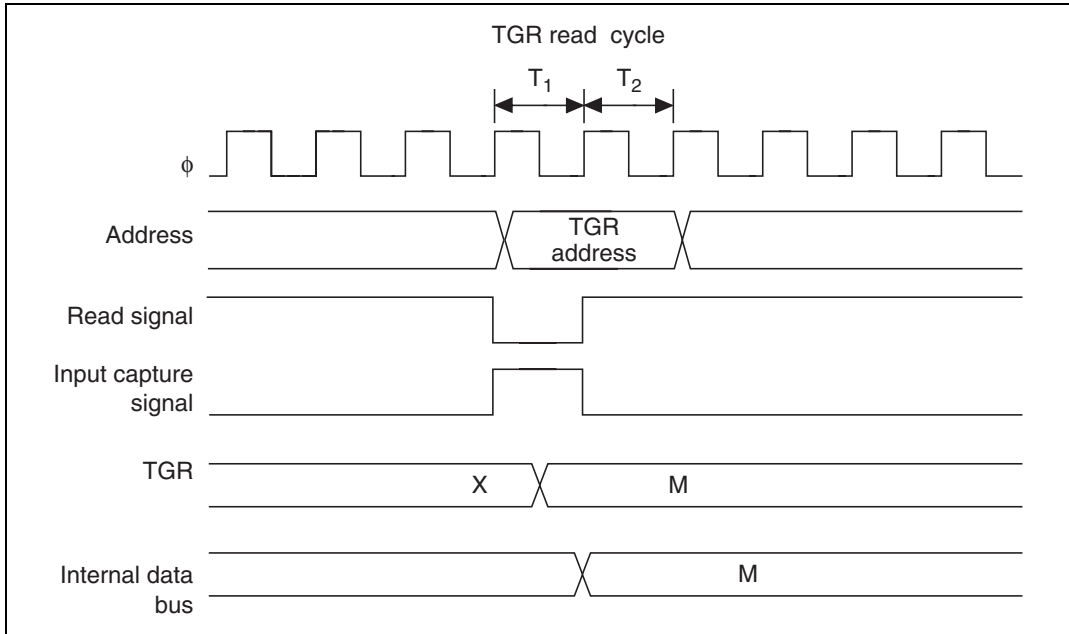 TGR read cycle
T1
T2
φ
Address
TGR
address
Read signal
Input capture
signal
TGR
X
M
Internal data
bus
M